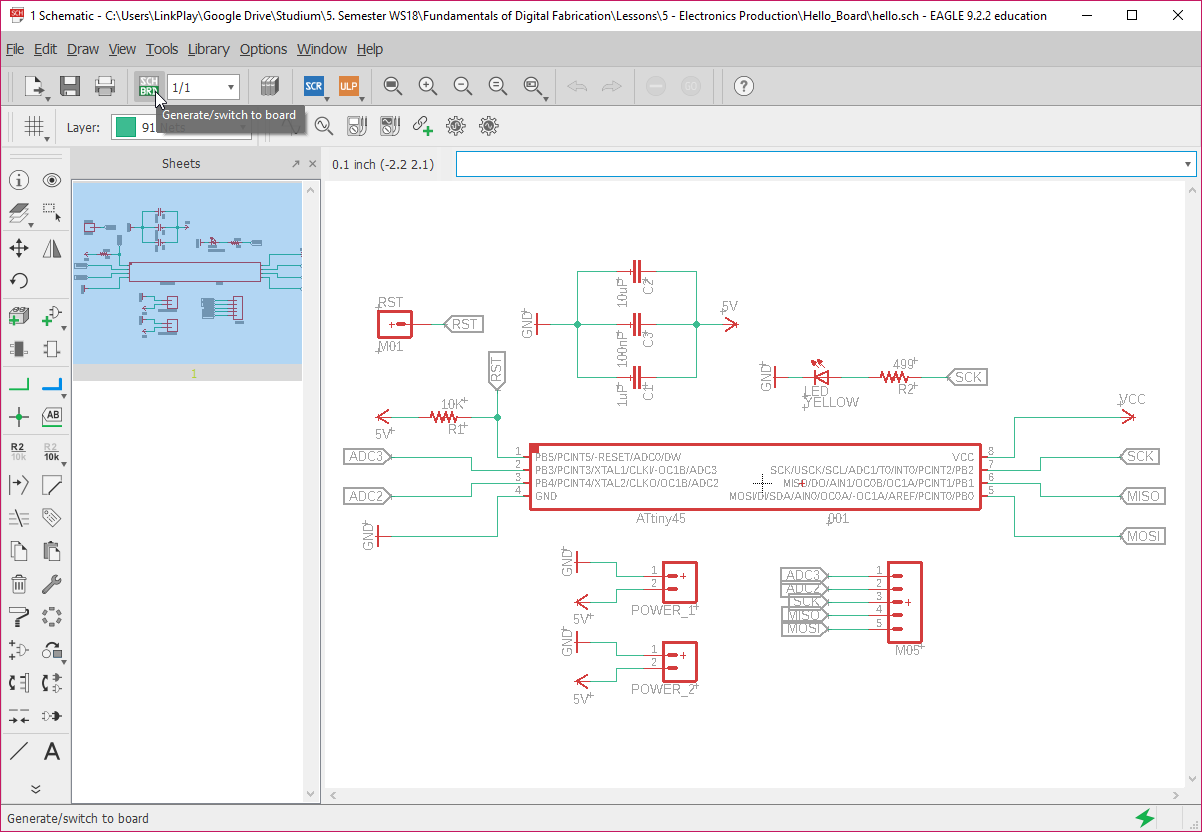 1 Schematic - C:\Users\LinkPlay\Google Drive\Studium\5. Semester WS18\Fundamentals of Digital Fabrication\Lessons\5 - Electronics Production\Hello_Board\hello.sch - EAGLE 9.2.2 education
File Edit Draw View Tools Library Options Window Help
SCH BRD 1/1 SCR ULP
Generate/switch to board
Layer: 91
Sheets
0.1 inch (-2.2 2.1)
1
R2 10k R2 10k
AB
A
10uF C2
RST
M01
RST
GND
100nF C3
5V
1uF C1
RST
GND
LED
YELLOW
499
R2
SCK
10K
R1
5V
VCC
ADC3
ADC2
GND
1 PB5/PCINT5/-RESET/ADC0/DW
2 PB3/PCINT3/XTAL1/CLKI/-OC1B/ADC3
3 PB4/PCINT4/XTAL2/CLKO/OC1B/ADC2
4 GND
VCC 8
SCK/USCK/SCL/ADC1/T0/INT0/PCINT2/PB2 7
MISO/DO/AIN1/OC0B/OC1A/PCINT1/PB1 6
MOSI/DI/SDA/AIN0/OC0A/-OC1A/AREF/PCINT0/PB0 5
SCK
MISO
MOSI
ATtiny45
GND
5V
1
2
POWER_1
GND
5V
1
2
POWER_2
ADC3 1
ADC2 2
SCK 3
MISO 4
MOSI 5
M05
Generate/switch to board